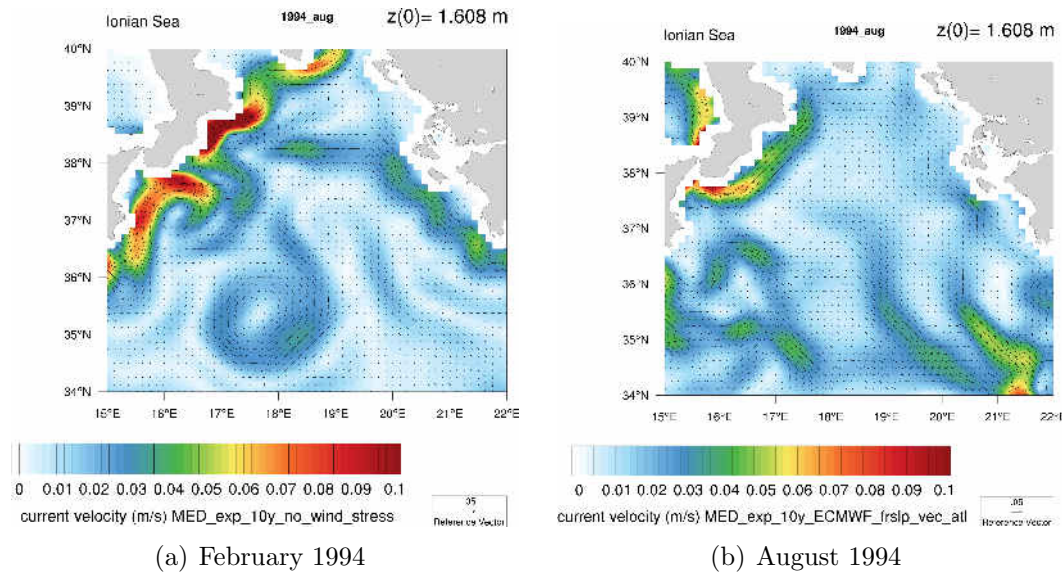 Ionian Sea 1994_aug z(0)= 1.608 m
40°N
39°N
38°N
37°N
36°N
35°N
34°N
15°E 16°E 17°E 18°E 19°E 20°E 21°E 22°E
0 0.01 0.02 0.03 0.04 0.05 0.06 0.07 0.08 0.09 0.1
current velocity (m/s) MED_exp_10y_no_wind_stress
.05
Reference Vector
(a) February 1994
Ionian Sea 1994_aug z(0)= 1.608 m
40°N
39°N
38°N
37°N
36°N
35°N
34°N
15°E 16°E 17°E 18°E 19°E 20°E 21°E 22°E
0 0.01 0.02 0.03 0.04 0.05 0.06 0.07 0.08 0.09 0.1
current velocity (m/s) MED_exp_10y_ECMWF_frslp_vec_atl
.05
Reference Vector
(b) August 1994